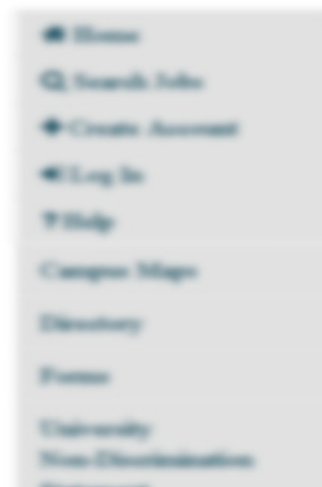 Home
Search Jobs
Create Account
Log In
? Help
Campus Maps
Directory
Forms
University
Non-Discrimination